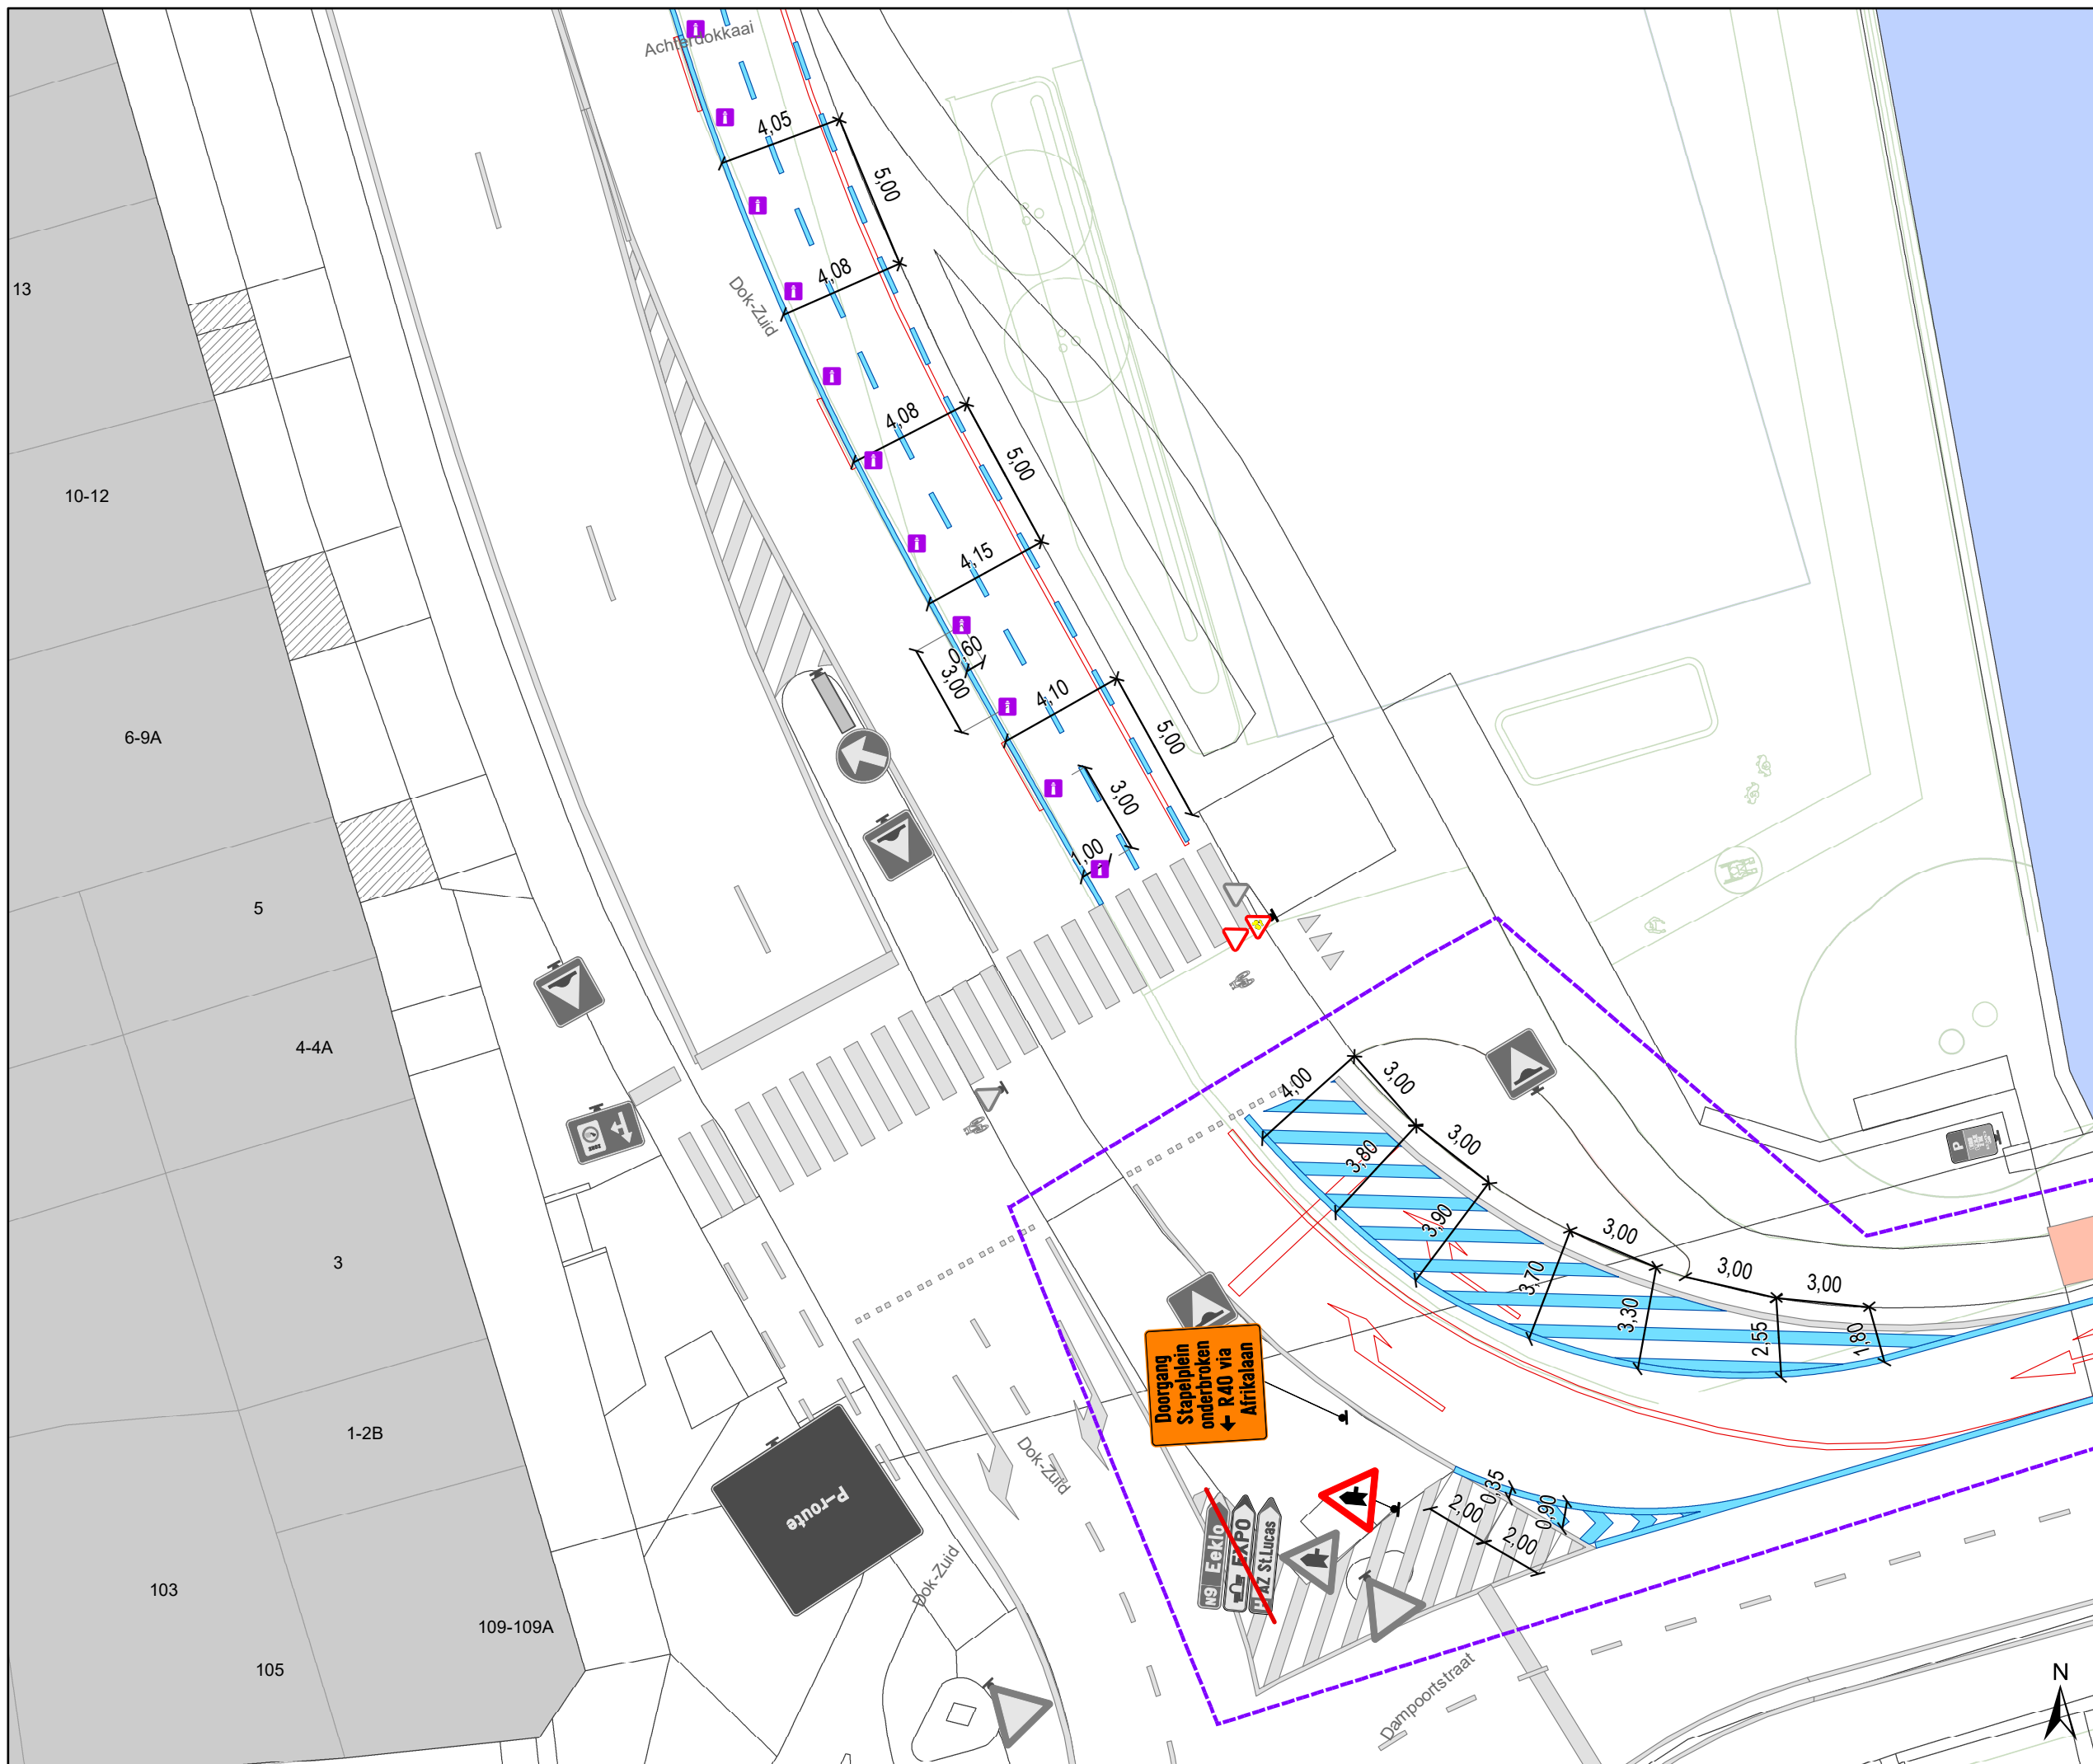 Achterdokkaai
4,05
5,00
13
4,08
Dok-Zuid
4,08
5,00
10-12
4,15
0,60
3,00
4,10
5,00
6-9A
3,00
1,00
5
4-4A
4,00
3,00
3,80
3,00
P
3,90
3,00
3
3,70
3,00
3,00
3,30
2,55
1,80
Doorgang
Stapelplein
onderbroken
← R40 via
Afrikalaan
1-2B
Dok-Zuid
P-route
0,35
2,00
0,90
2,00
N9 Eeklo
EXPO
H AZ St.Lucas
Dok-Zuid
103
109-109A
105
Dampoortstraat
N